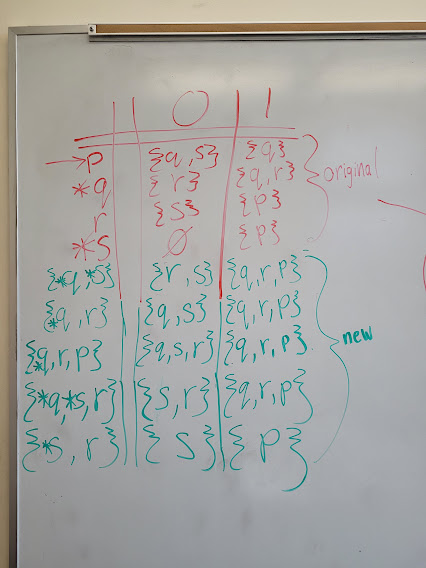 0 1
→p {q,s} {q}
*q {r} {q,r}
r {s} {p}
*s ∅ {p}
original
{*q,*s} {r,s} {q,r,p}
{*q,r} {q,s} {q,r,p}
{*q,r,p} {q,s,r} {q,r,p}
new
{*q,*s,r} {s,r} {q,r,p}
{*s,r} {s} {p}